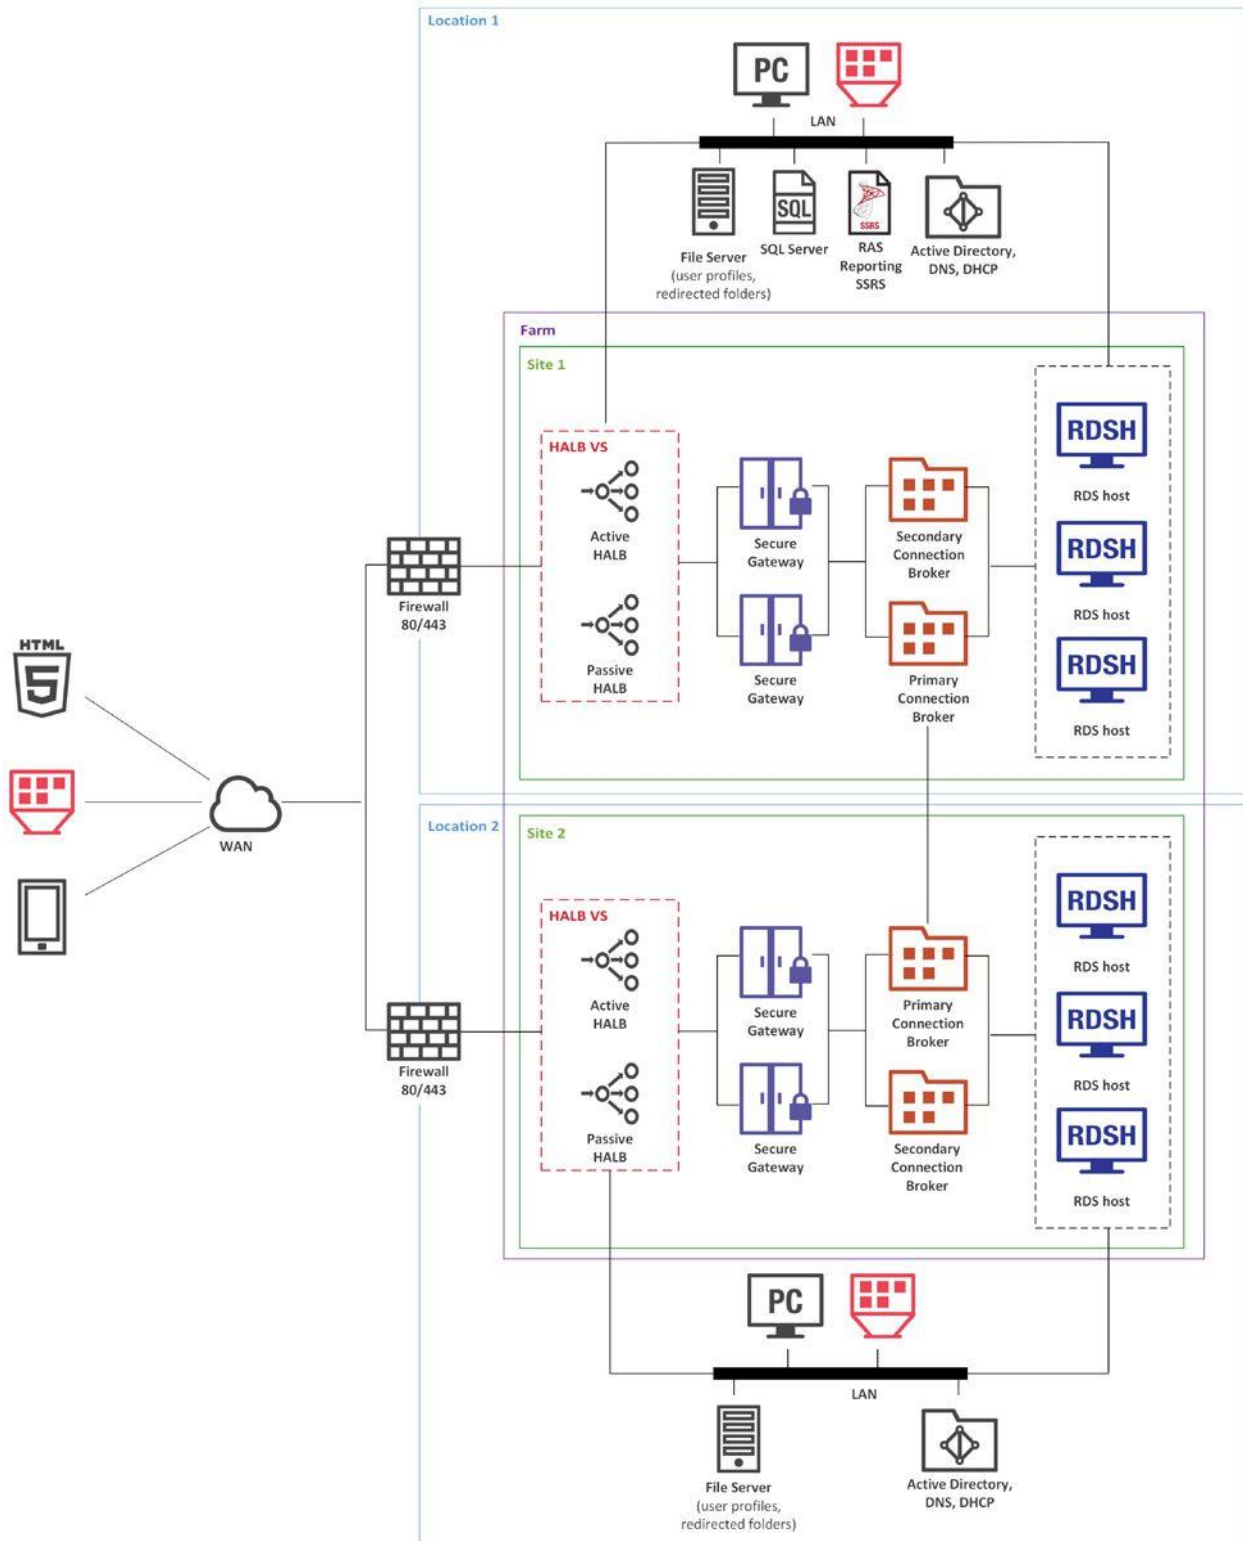 Location 1
PC
LAN
File Server
(user profiles,
redirected folders)
SQL
SQL Server
SSRS
RAS
Reporting
SSRS
Active Directory,
DNS, DHCP
Farm
Site 1
HALB VS
Active
HALB
Passive
HALB
Secure
Gateway
Secure
Gateway
Secondary
Connection
Broker
Primary
Connection
Broker
RDSH
RDS host
RDSH
RDS host
RDSH
RDS host
Firewall
80/443
HTML
5
WAN
Location 2
Site 2
HALB VS
Active
HALB
Passive
HALB
Secure
Gateway
Secure
Gateway
Primary
Connection
Broker
Secondary
Connection
Broker
RDSH
RDS host
RDSH
RDS host
RDSH
RDS host
Firewall
80/443
PC
LAN
File Server
(user profiles,
redirected folders)
Active Directory,
DNS, DHCP